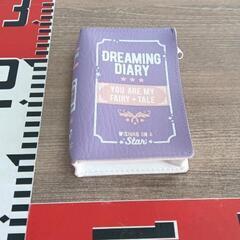 DREAMING
DIARY
YOU ARE MY
FAIRY + TALE
WISHING ON A
Star